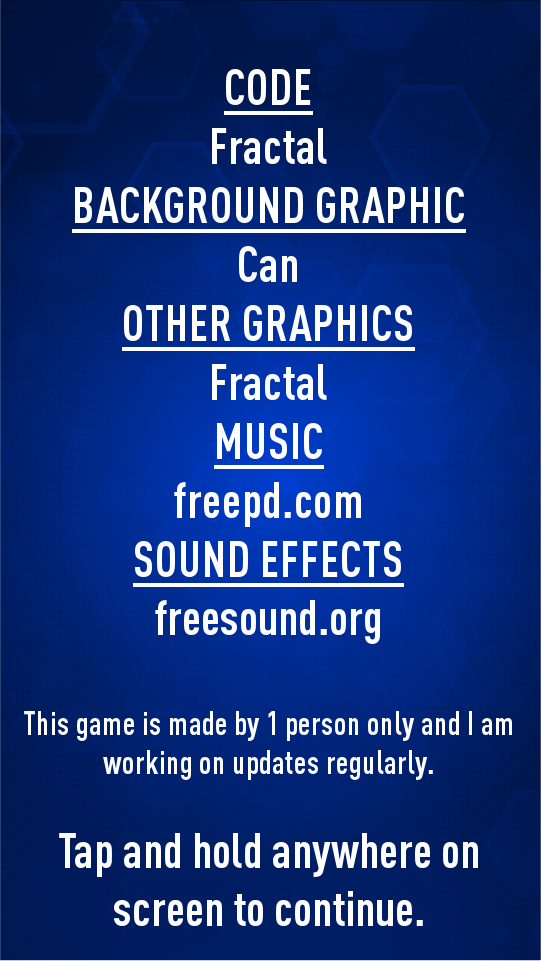 CODE
Fractal
BACKGROUND GRAPHIC
Can
OTHER GRAPHICS
Fractal
MUSIC
freepd.com
SOUND EFFECTS
freesound.org
This game is made by 1 person only and I am
working on updates regularly.
Tap and hold anywhere on
screen to continue.